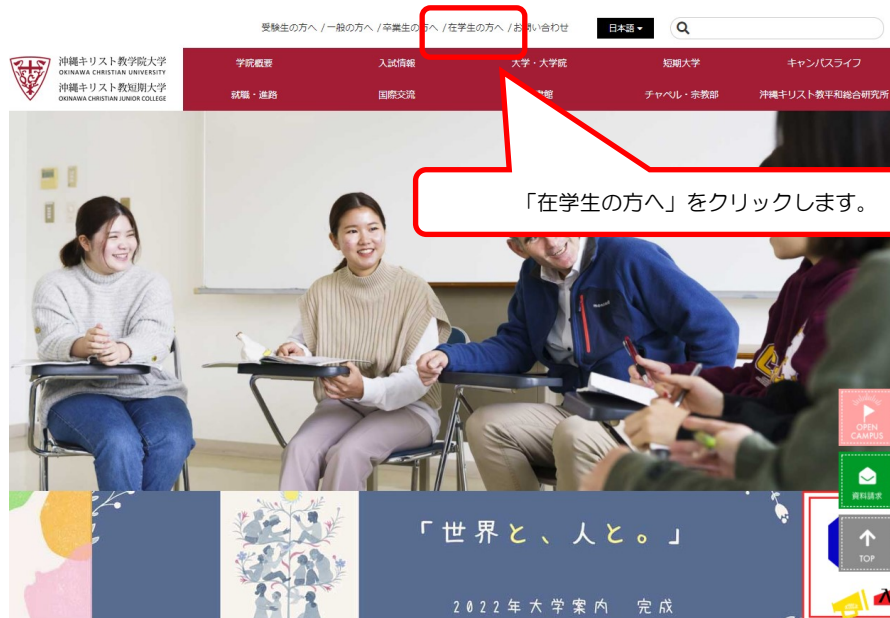 受験生の方へ / 一般の方へ / 卒業生の方へ / 在学生の方へ / お問い合わせ
日本語
沖縄キリスト教学院大学
OKINAWA CHRISTIAN UNIVERSITY
沖縄キリスト教短期大学
OKINAWA CHRISTIAN JUNIOR COLLEGE
学院概要 入試情報 大学・大学院 短期大学 キャンパスライフ
就職・進路 国際交流 館 チャペル・宗教部 沖縄キリスト教平和総合研究所
「在学生の方へ」をクリックします。
OPEN
CAMPUS
資料請求
TOP
「世界と、人と。」
2022年大学案内 完成